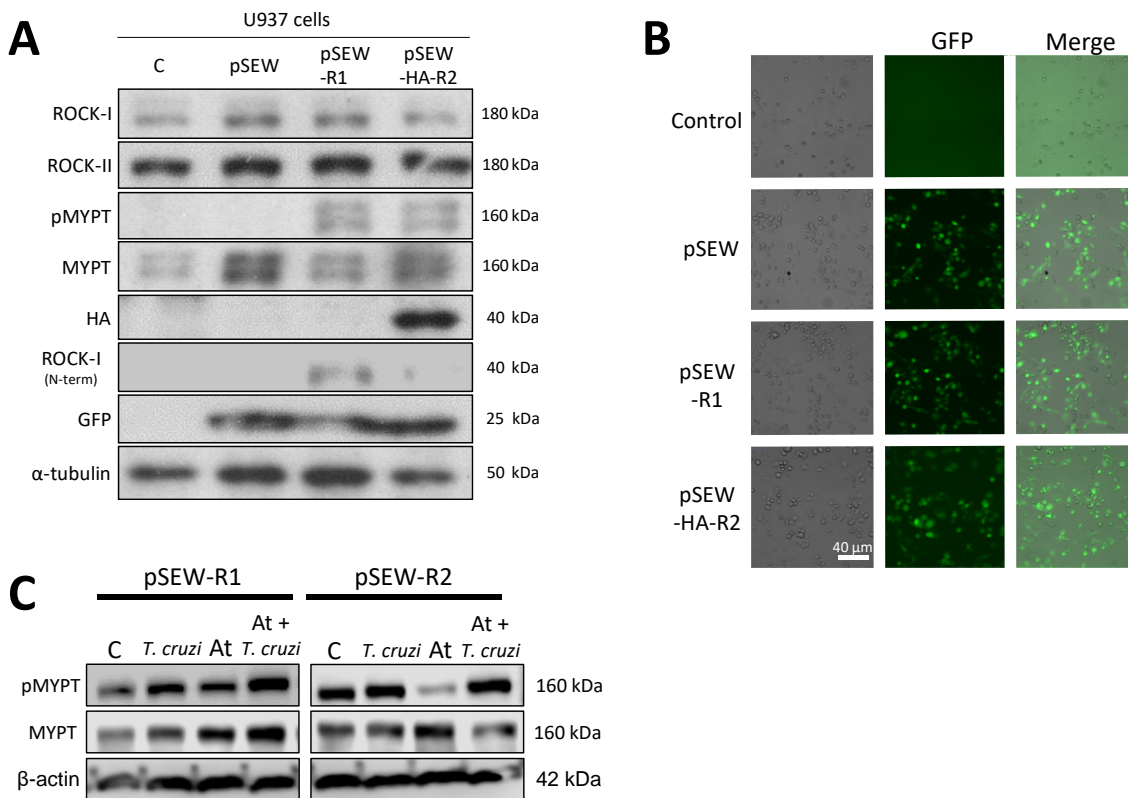 A
U937 cells
C
pSEW
pSEW
-R1
pSEW
-HA-R2
ROCK-I
180 kDa
ROCK-II
180 kDa
pMYPT
160 kDa
MYPT
160 kDa
HA
40 kDa
ROCK-I
(N-term)
40 kDa
GFP
25 kDa
α-tubulin
50 kDa
B
GFP
Merge
Control
pSEW
pSEW
-R1
pSEW
-HA-R2
40 µm
C
pSEW-R1
pSEW-R2
C
T. cruzi
At
At +
T. cruzi
C
T. cruzi
At
At +
T. cruzi
pMYPT
160 kDa
MYPT
160 kDa
β-actin
42 kDa